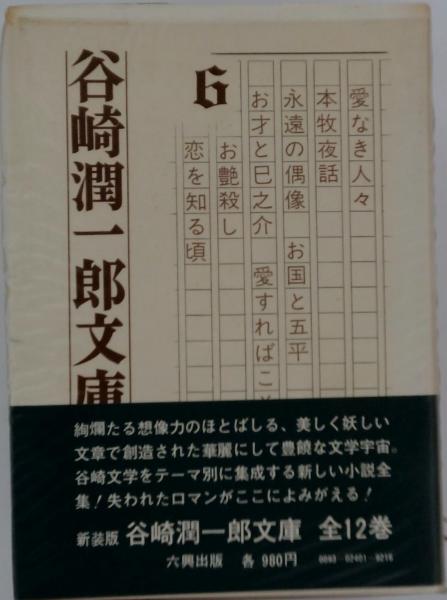 谷崎潤一郎文庫
6
愛なき人々
本牧夜話
永遠の偶像 お国と五平
お才と巳之介 愛すればこそ
お艶殺し
恋を知る頃
絢爛たる想像力のほとばしる、美しく妖しい
文章で創造された華麗にして豊饒な文学宇宙。
谷崎文学をテーマ別に集成する新しい小説全
集！失われたロマンがここによみがえる！
新装版 谷崎潤一郎文庫 全12巻
六興出版 各980円